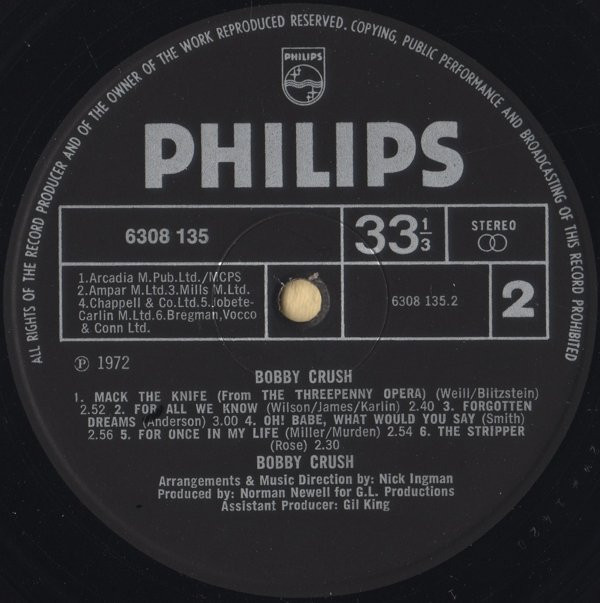 ALL RIGHTS OF THE RECORD PRODUCER AND OF THE OWNER OF THE WORK REPRODUCED RESERVED. COPYING, PUBLIC PERFORMANCE AND BROADCASTING OF THIS RECORD PROHIBITED
PHILIPS
PHILIPS
6308 135
33 1/3
STEREO
1.Arcadia M.Pub.Ltd./MCPS
2.Ampar M.Ltd.3.Mills M.Ltd.
4.Chappell & Co.Ltd.5.Jobete-
Carlin M.Ltd.6.Bregman,Vocco
& Conn Ltd.
6308 135.2
2
℗ 1972
BOBBY CRUSH
1. MACK THE KNIFE (From THE THREEPENNY OPERA) (Weill/Blitzstein)
2.52 2. FOR ALL WE KNOW (Wilson/James/Karlin) 2.40 3. FORGOTTEN
DREAMS (Anderson) 3.00 4. OH! BABE, WHAT WOULD YOU SAY (Smith)
2.56 5. FOR ONCE IN MY LIFE (Miller/Murden) 2.54 6. THE STRIPPER
(Rose) 2.30
BOBBY CRUSH
Arrangements & Music Direction by: Nick Ingman
Produced by: Norman Newell for G.L. Productions
Assistant Producer: Gil King